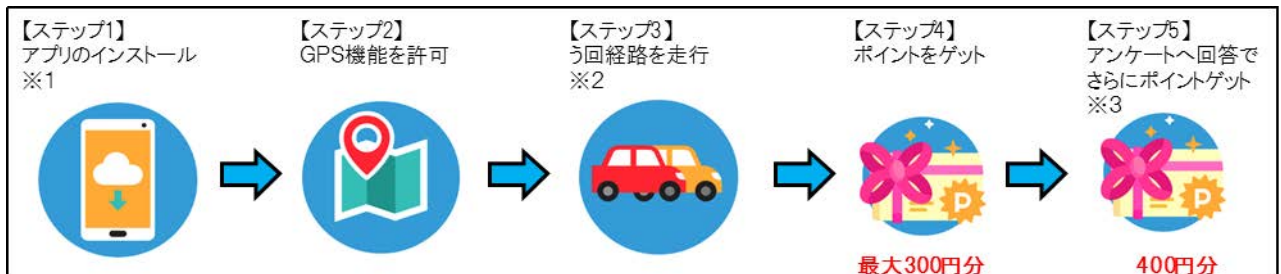 【ステップ1】
アプリのインストール
※1
【ステップ2】
GPS機能を許可
【ステップ3】
う回経路を走行
※2
【ステップ4】
ポイントをゲット
P
最大300円分
【ステップ5】
アンケートへ回答で
さらにポイントゲット
※3
P
400円分